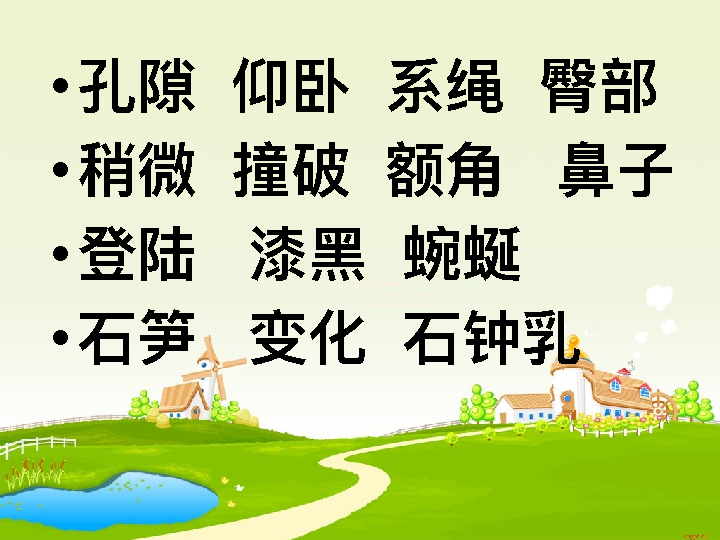 •孔隙 仰卧 系绳 臀部
•稍微 撞破 额角 鼻子
•登陆 漆黑 蜿蜒
•石笋 变化 石钟乳